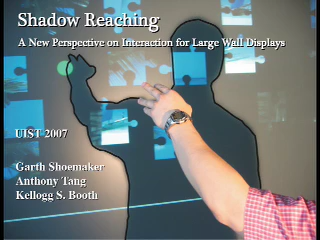 Shadow Reaching
A New Perspective on Interaction for Large Wall Displays
UIST 2007
Garth Shoemaker
Anthony Tang
Kellogg S. Booth